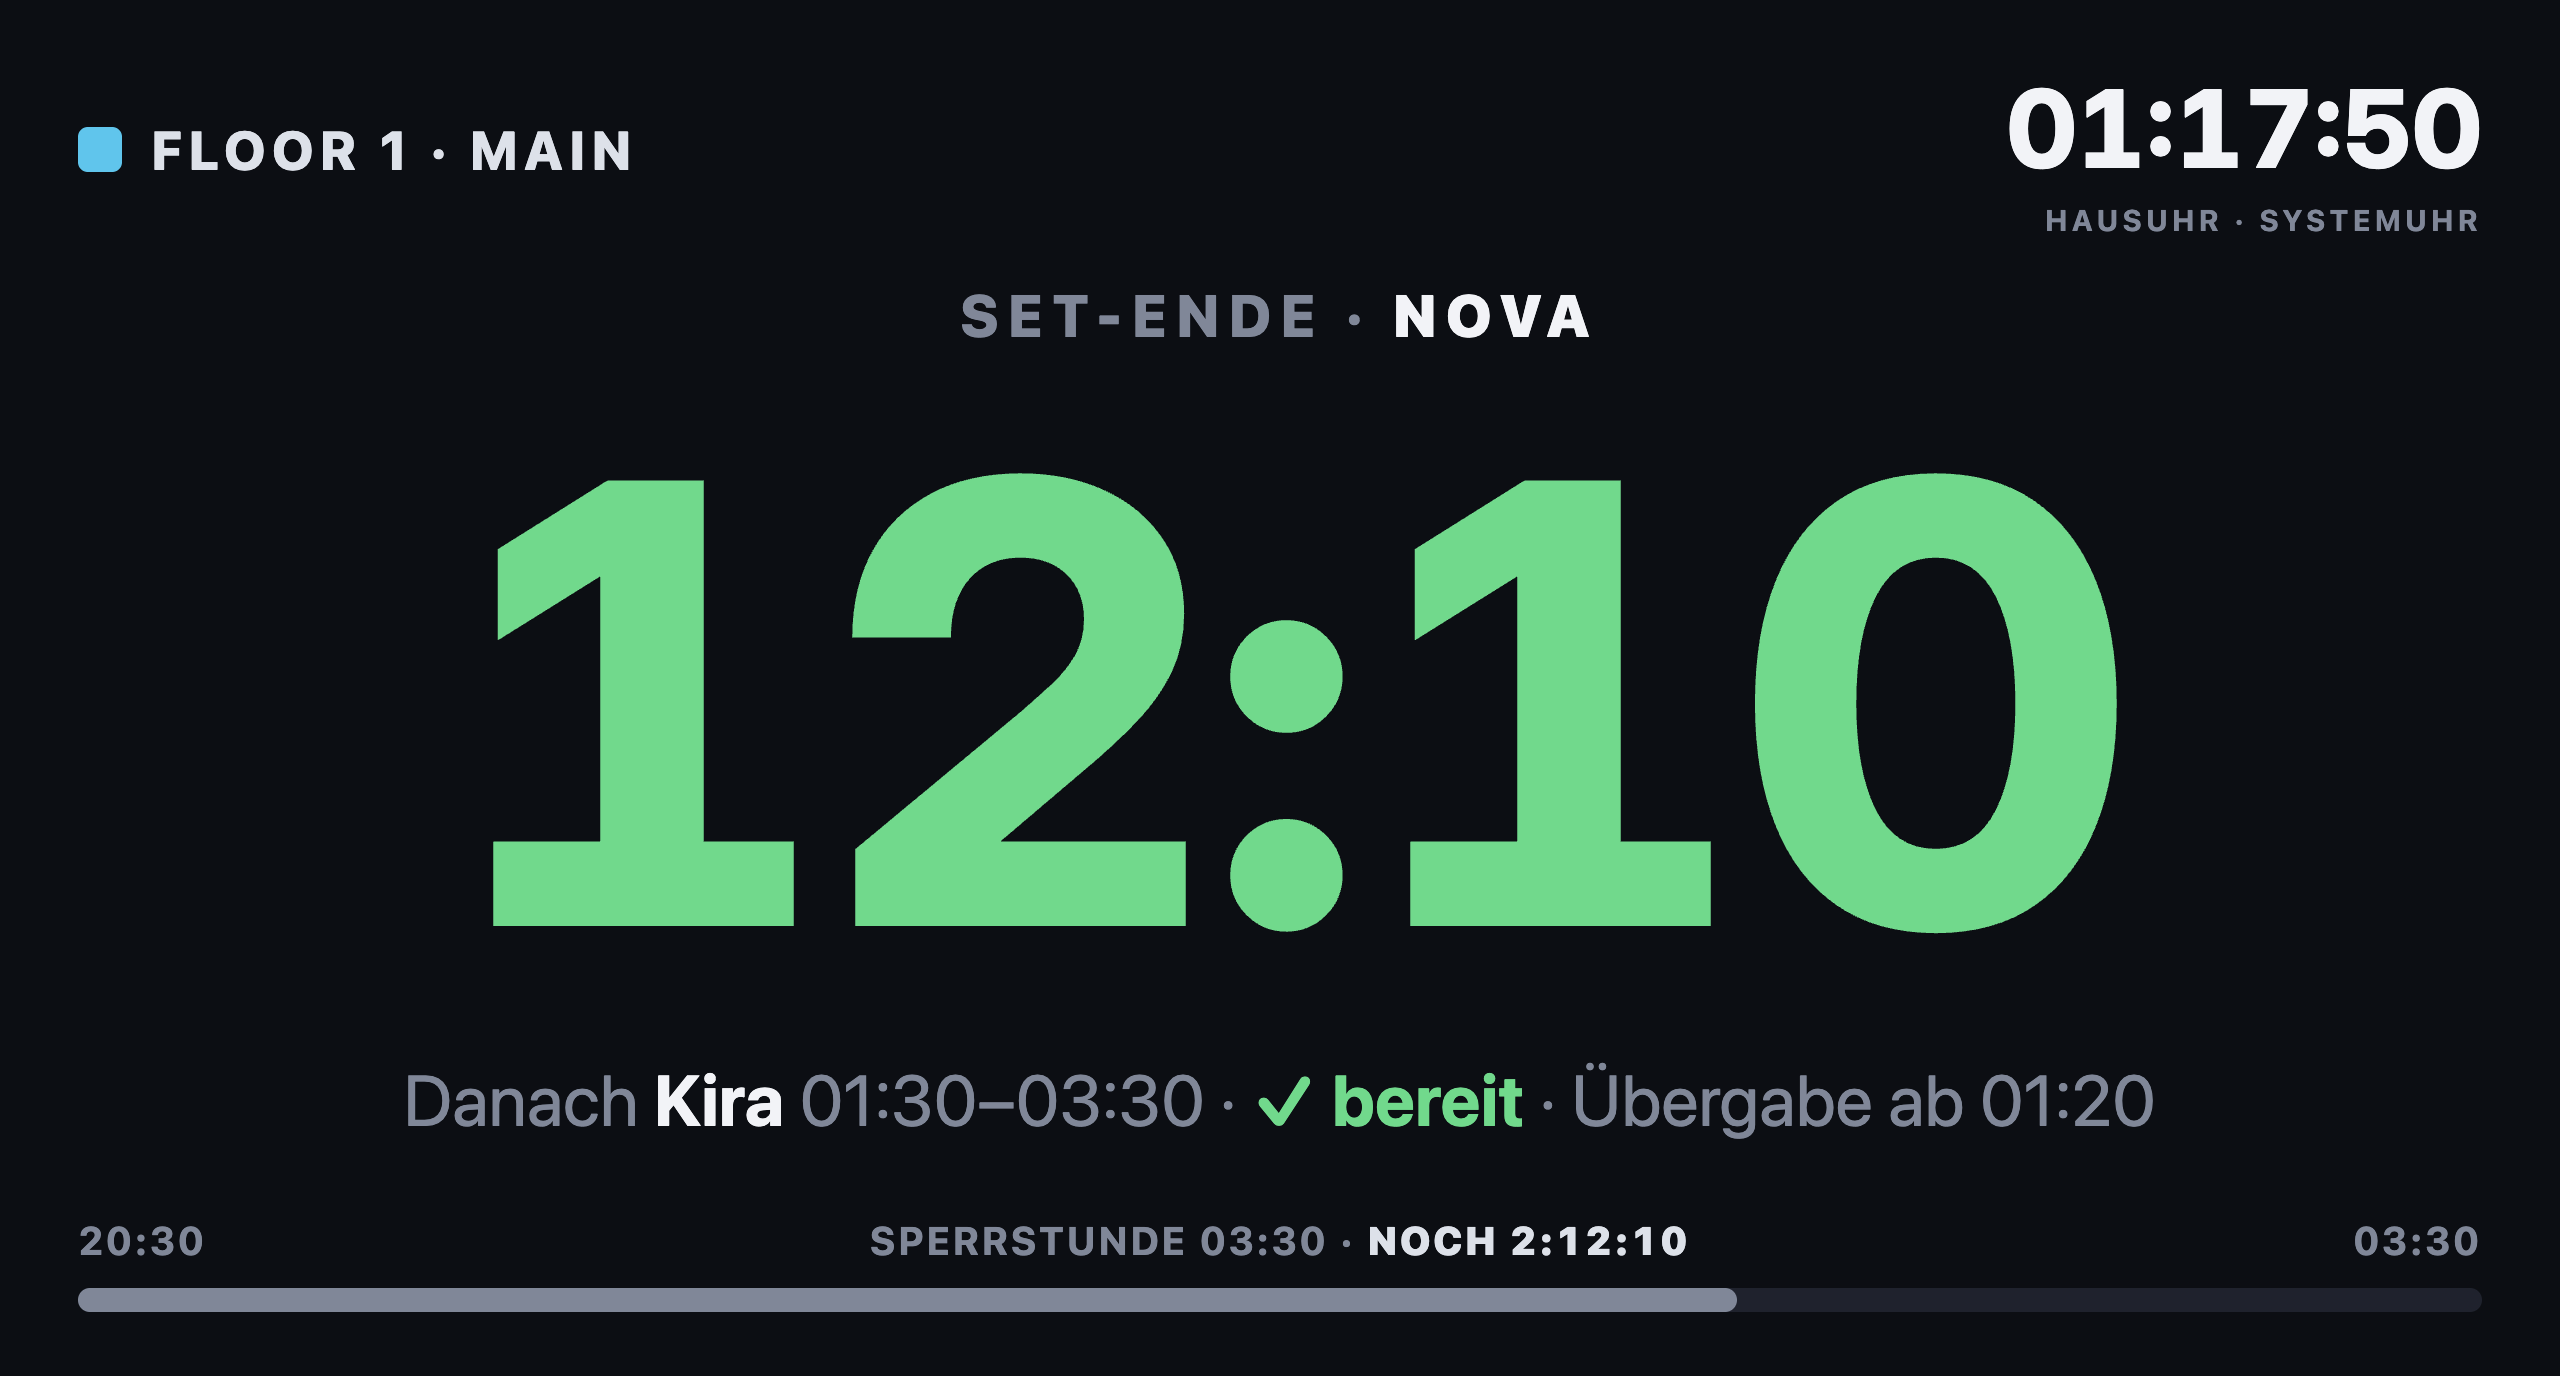 FLOOR 1 · MAIN
01:17:50
HAUSUHR · SYSTEMUHR
SET-ENDE · NOVA
12:10
Danach Kira 01:30–03:30 · ✓ bereit · Übergabe ab 01:20
20:30
SPERRSTUNDE 03:30 · NOCH 2:12:10
03:30